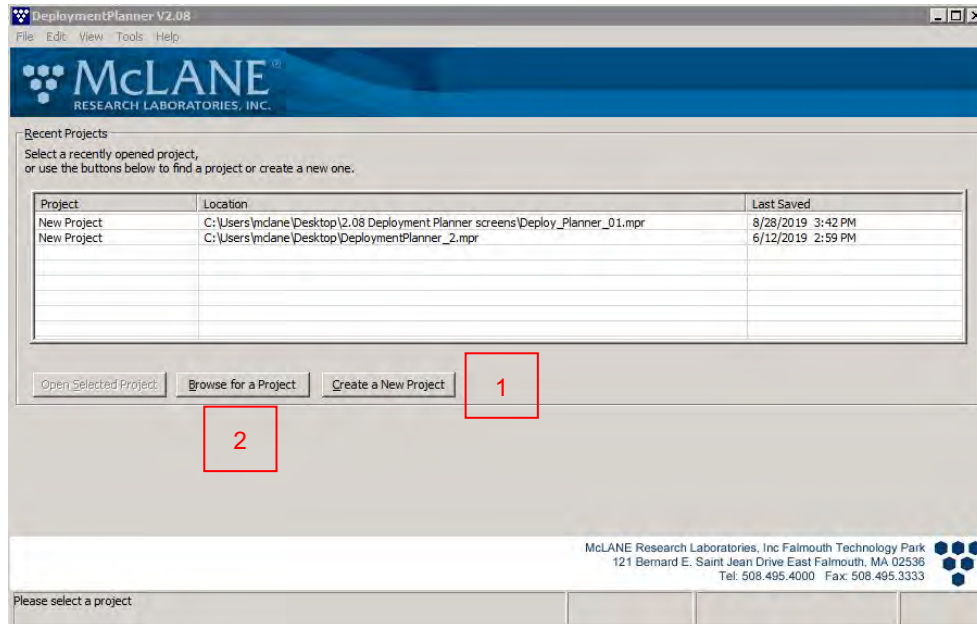 DeploymentPlanner V2.08
File Edit View Tools Help
McLANE®
RESEARCH LABORATORIES, INC.
Recent Projects
Select a recently opened project,
or use the buttons below to find a project or create a new one.
Project Location Last Saved
New Project C:\Users\mclane\Desktop\2.08 Deployment Planner screens\Deploy_Planner_01.mpr 8/28/2019 3:42 PM
New Project C:\Users\mclane\Desktop\DeploymentPlanner_2.mpr 6/12/2019 2:59 PM
Open Selected Project Browse for a Project Create a New Project 1
2
McLANE Research Laboratories, Inc Falmouth Technology Park
121 Bernard E. Saint Jean Drive East Falmouth, MA 02536
Tel: 508.495.4000 Fax: 508.495.3333
Please select a project